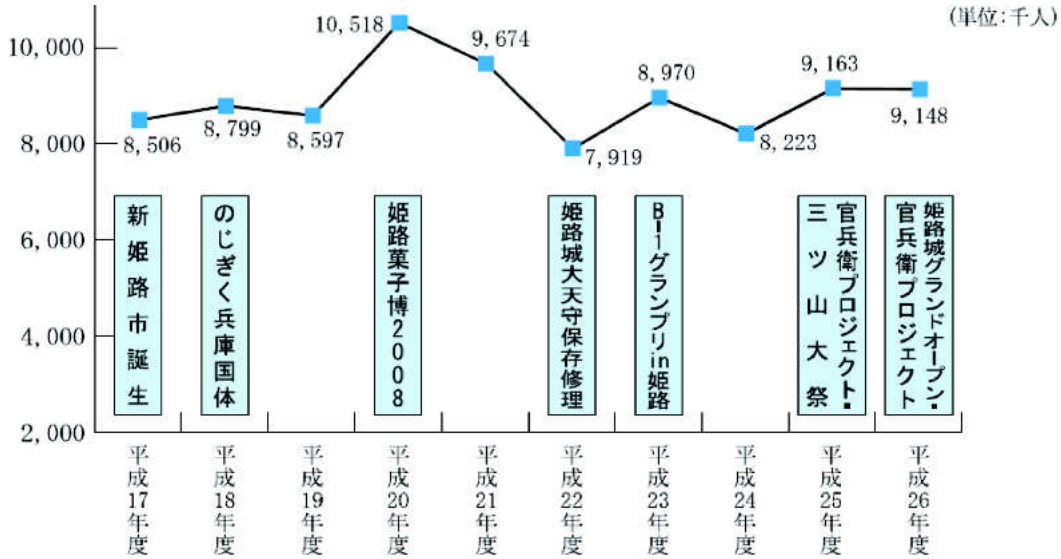 (単位:千人)
10,000
8,000
6,000
4,000
2,000
8,506
8,799
8,597
10,518
9,674
7,919
8,970
8,223
9,163
9,148
新姫路市誕生
のじぎく兵庫国体
姫路菓子博2008
姫路城大天守保存修理
B-1グランプリin姫路
官兵衛プロジェクト・
三ツ山大祭
姫路城グランドオープン・
官兵衛プロジェクト
平成17年度
平成18年度
平成19年度
平成20年度
平成21年度
平成22年度
平成23年度
平成24年度
平成25年度
平成26年度